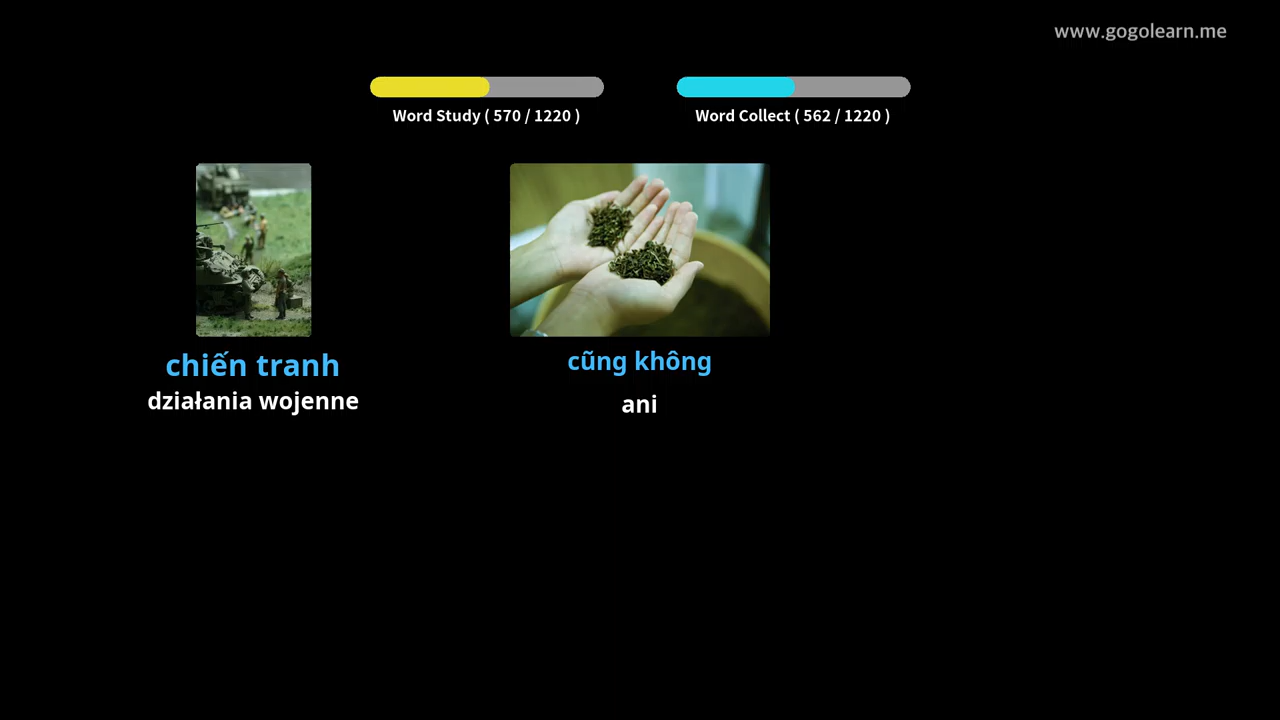 www.gogolearn.me
Word Study ( 570 / 1220 )
Word Collect ( 562 / 1220 )
chiến tranh
działania wojenne
cũng không
ani